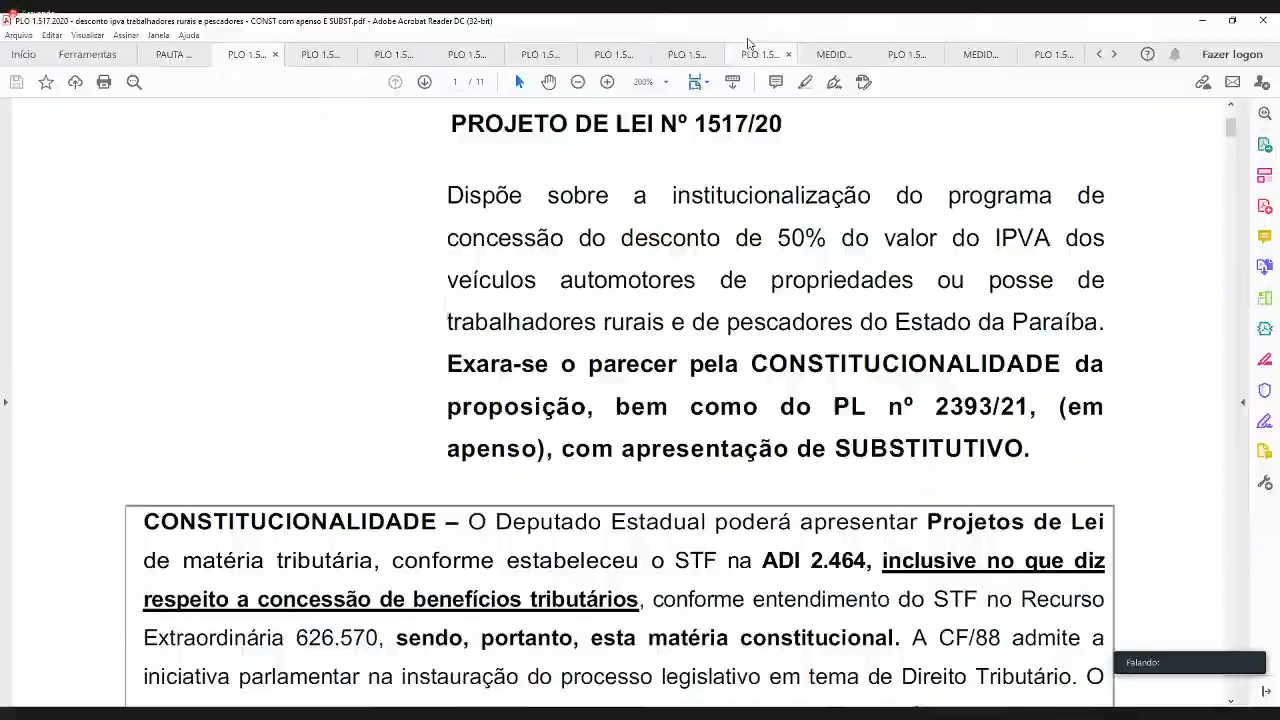 PLO 1.517.2020 - desconto ipva trabalhadores rurais e pescadores - CONST com apenso E SUBST.pdf - Adobe Acrobat Reader DC (32-bit)
Arquivo Editar Visualizar Assinar Janela Ajuda
Início Ferramentas PAUTA ... PLO 1.5... × PLO 1.5... PLO 1.5... PLO 1.5... PLO 1.5... PLO 1.5... PLO 1.5... PLO 1.5... × MEDID... PLO 1.5... MEDID... PLO 1.5... Fazer logon
1 / 11 200%
PROJETO DE LEI Nº 1517/20
Dispõe sobre a institucionalização do programa de
concessão do desconto de 50% do valor do IPVA dos
veículos automotores de propriedades ou posse de
trabalhadores rurais e de pescadores do Estado da Paraíba.
Exara-se o parecer pela CONSTITUCIONALIDADE da
proposição, bem como do PL nº 2393/21, (em
apenso), com apresentação de SUBSTITUTIVO.
CONSTITUCIONALIDADE – O Deputado Estadual poderá apresentar Projetos de Lei
de matéria tributária, conforme estabeleceu o STF na ADI 2.464, inclusive no que diz
respeito a concessão de benefícios tributários, conforme entendimento do STF no Recurso
Extraordinária 626.570, sendo, portanto, esta matéria constitucional. A CF/88 admite a
iniciativa parlamentar na instauração do processo legislativo em tema de Direito Tributário. O
Falando: